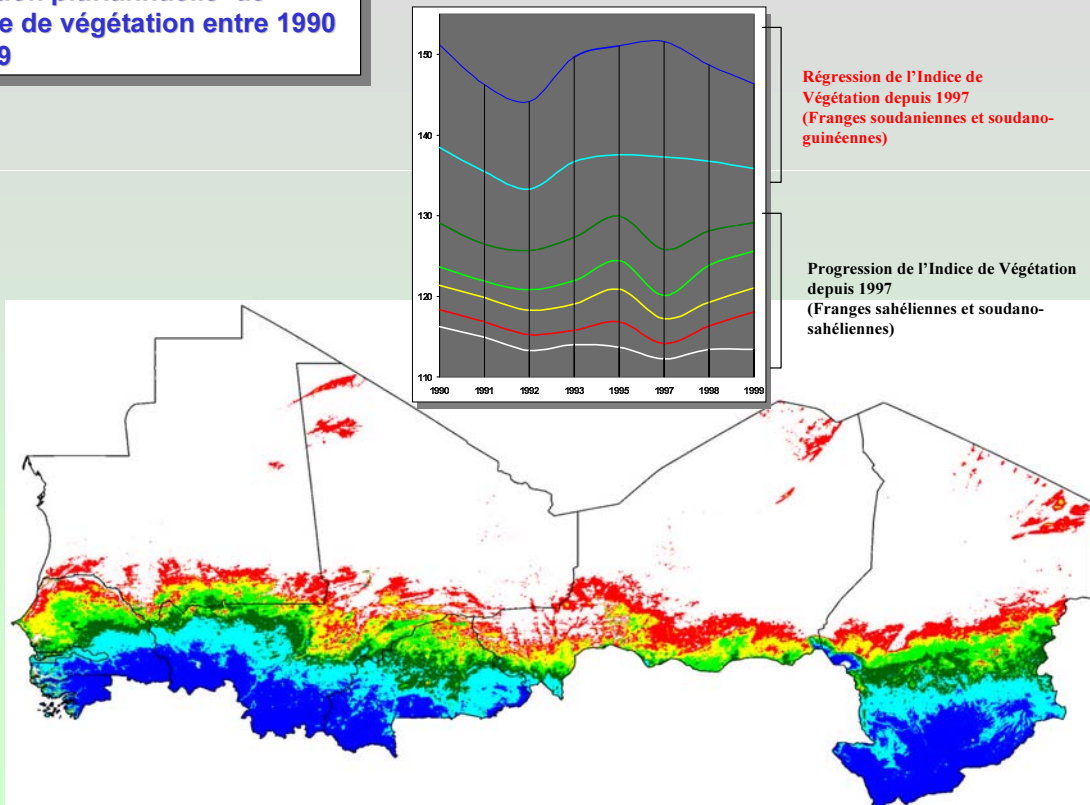 pluriannuelle de
e de végétation entre 1990
9
150
140
130
120
110
1990 1991 1992 1993 1995 1997 1998 1999
Régression de l’Indice de
Végétation depuis 1997
(Franges soudaniennes et soudano-
guinéennes)
Progression de l’Indice de Végétation
depuis 1997
(Franges sahéliennes et soudano-
sahéliennes)